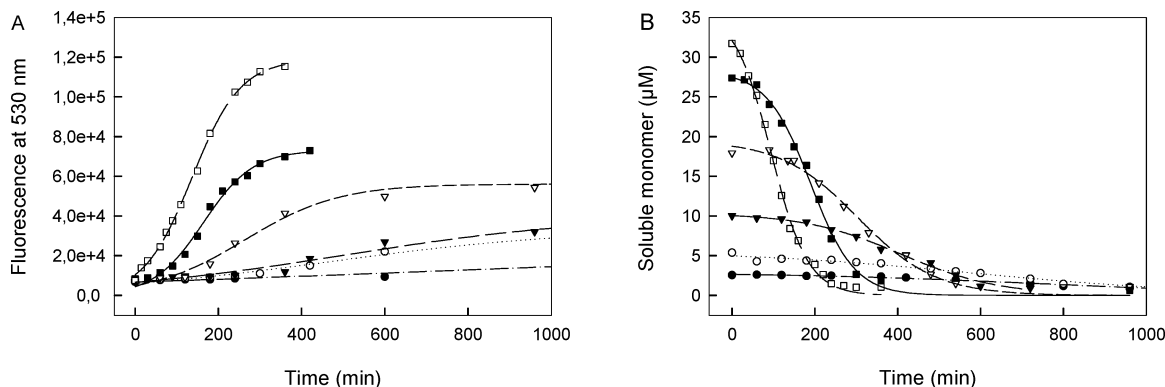 A
Fluorescence at 530 nm
1,4e+5
1,2e+5
1,0e+5
8,0e+4
6,0e+4
4,0e+4
2,0e+4
0,0
0 200 400 600 800 1000
Time (min)
B
Soluble monomer (µM)
35
30
25
20
15
10
5
0
0 200 400 600 800 1000
Time (min)